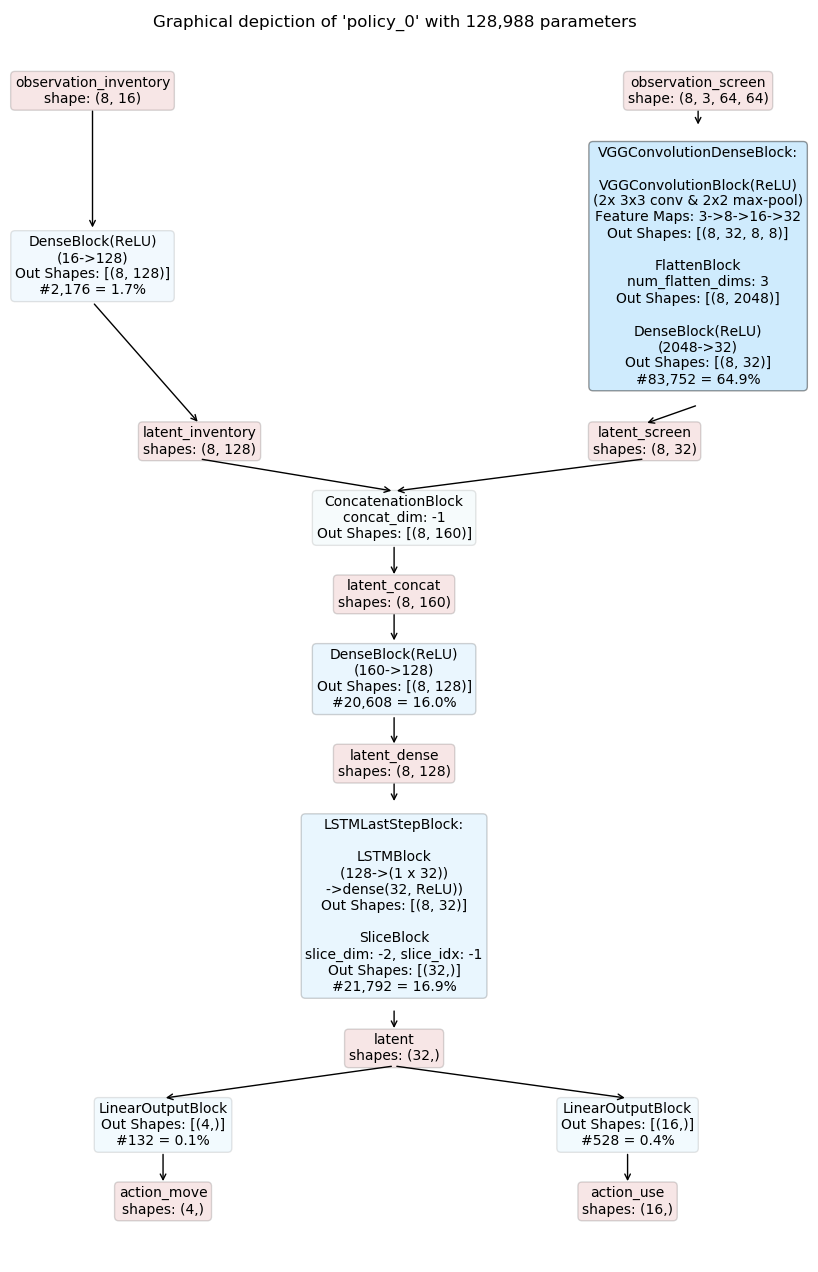 Graphical depiction of 'policy_0' with 128,988 parameters
observation_inventory
shape: (8, 16)
observation_screen
shape: (8, 3, 64, 64)
VGGConvolutionDenseBlock:
VGGConvolutionBlock(ReLU)
(2x 3x3 conv & 2x2 max-pool)
Feature Maps: 3->8->16->32
Out Shapes: [(8, 32, 8, 8)]
FlattenBlock
num_flatten_dims: 3
Out Shapes: [(8, 2048)]
DenseBlock(ReLU)
(2048->32)
Out Shapes: [(8, 32)]
#83,752 = 64.9%
DenseBlock(ReLU)
(16->128)
Out Shapes: [(8, 128)]
#2,176 = 1.7%
latent_inventory
shapes: (8, 128)
latent_screen
shapes: (8, 32)
ConcatenationBlock
concat_dim: -1
Out Shapes: [(8, 160)]
latent_concat
shapes: (8, 160)
DenseBlock(ReLU)
(160->128)
Out Shapes: [(8, 128)]
#20,608 = 16.0%
latent_dense
shapes: (8, 128)
LSTMLastStepBlock:
LSTMBlock
(128->(1 x 32))
->dense(32, ReLU))
Out Shapes: [(8, 32)]
SliceBlock
slice_dim: -2, slice_idx: -1
Out Shapes: [(32,)]
#21,792 = 16.9%
latent
shapes: (32,)
LinearOutputBlock
Out Shapes: [(4,)]
#132 = 0.1%
LinearOutputBlock
Out Shapes: [(16,)]
#528 = 0.4%
action_move
shapes: (4,)
action_use
shapes: (16,)